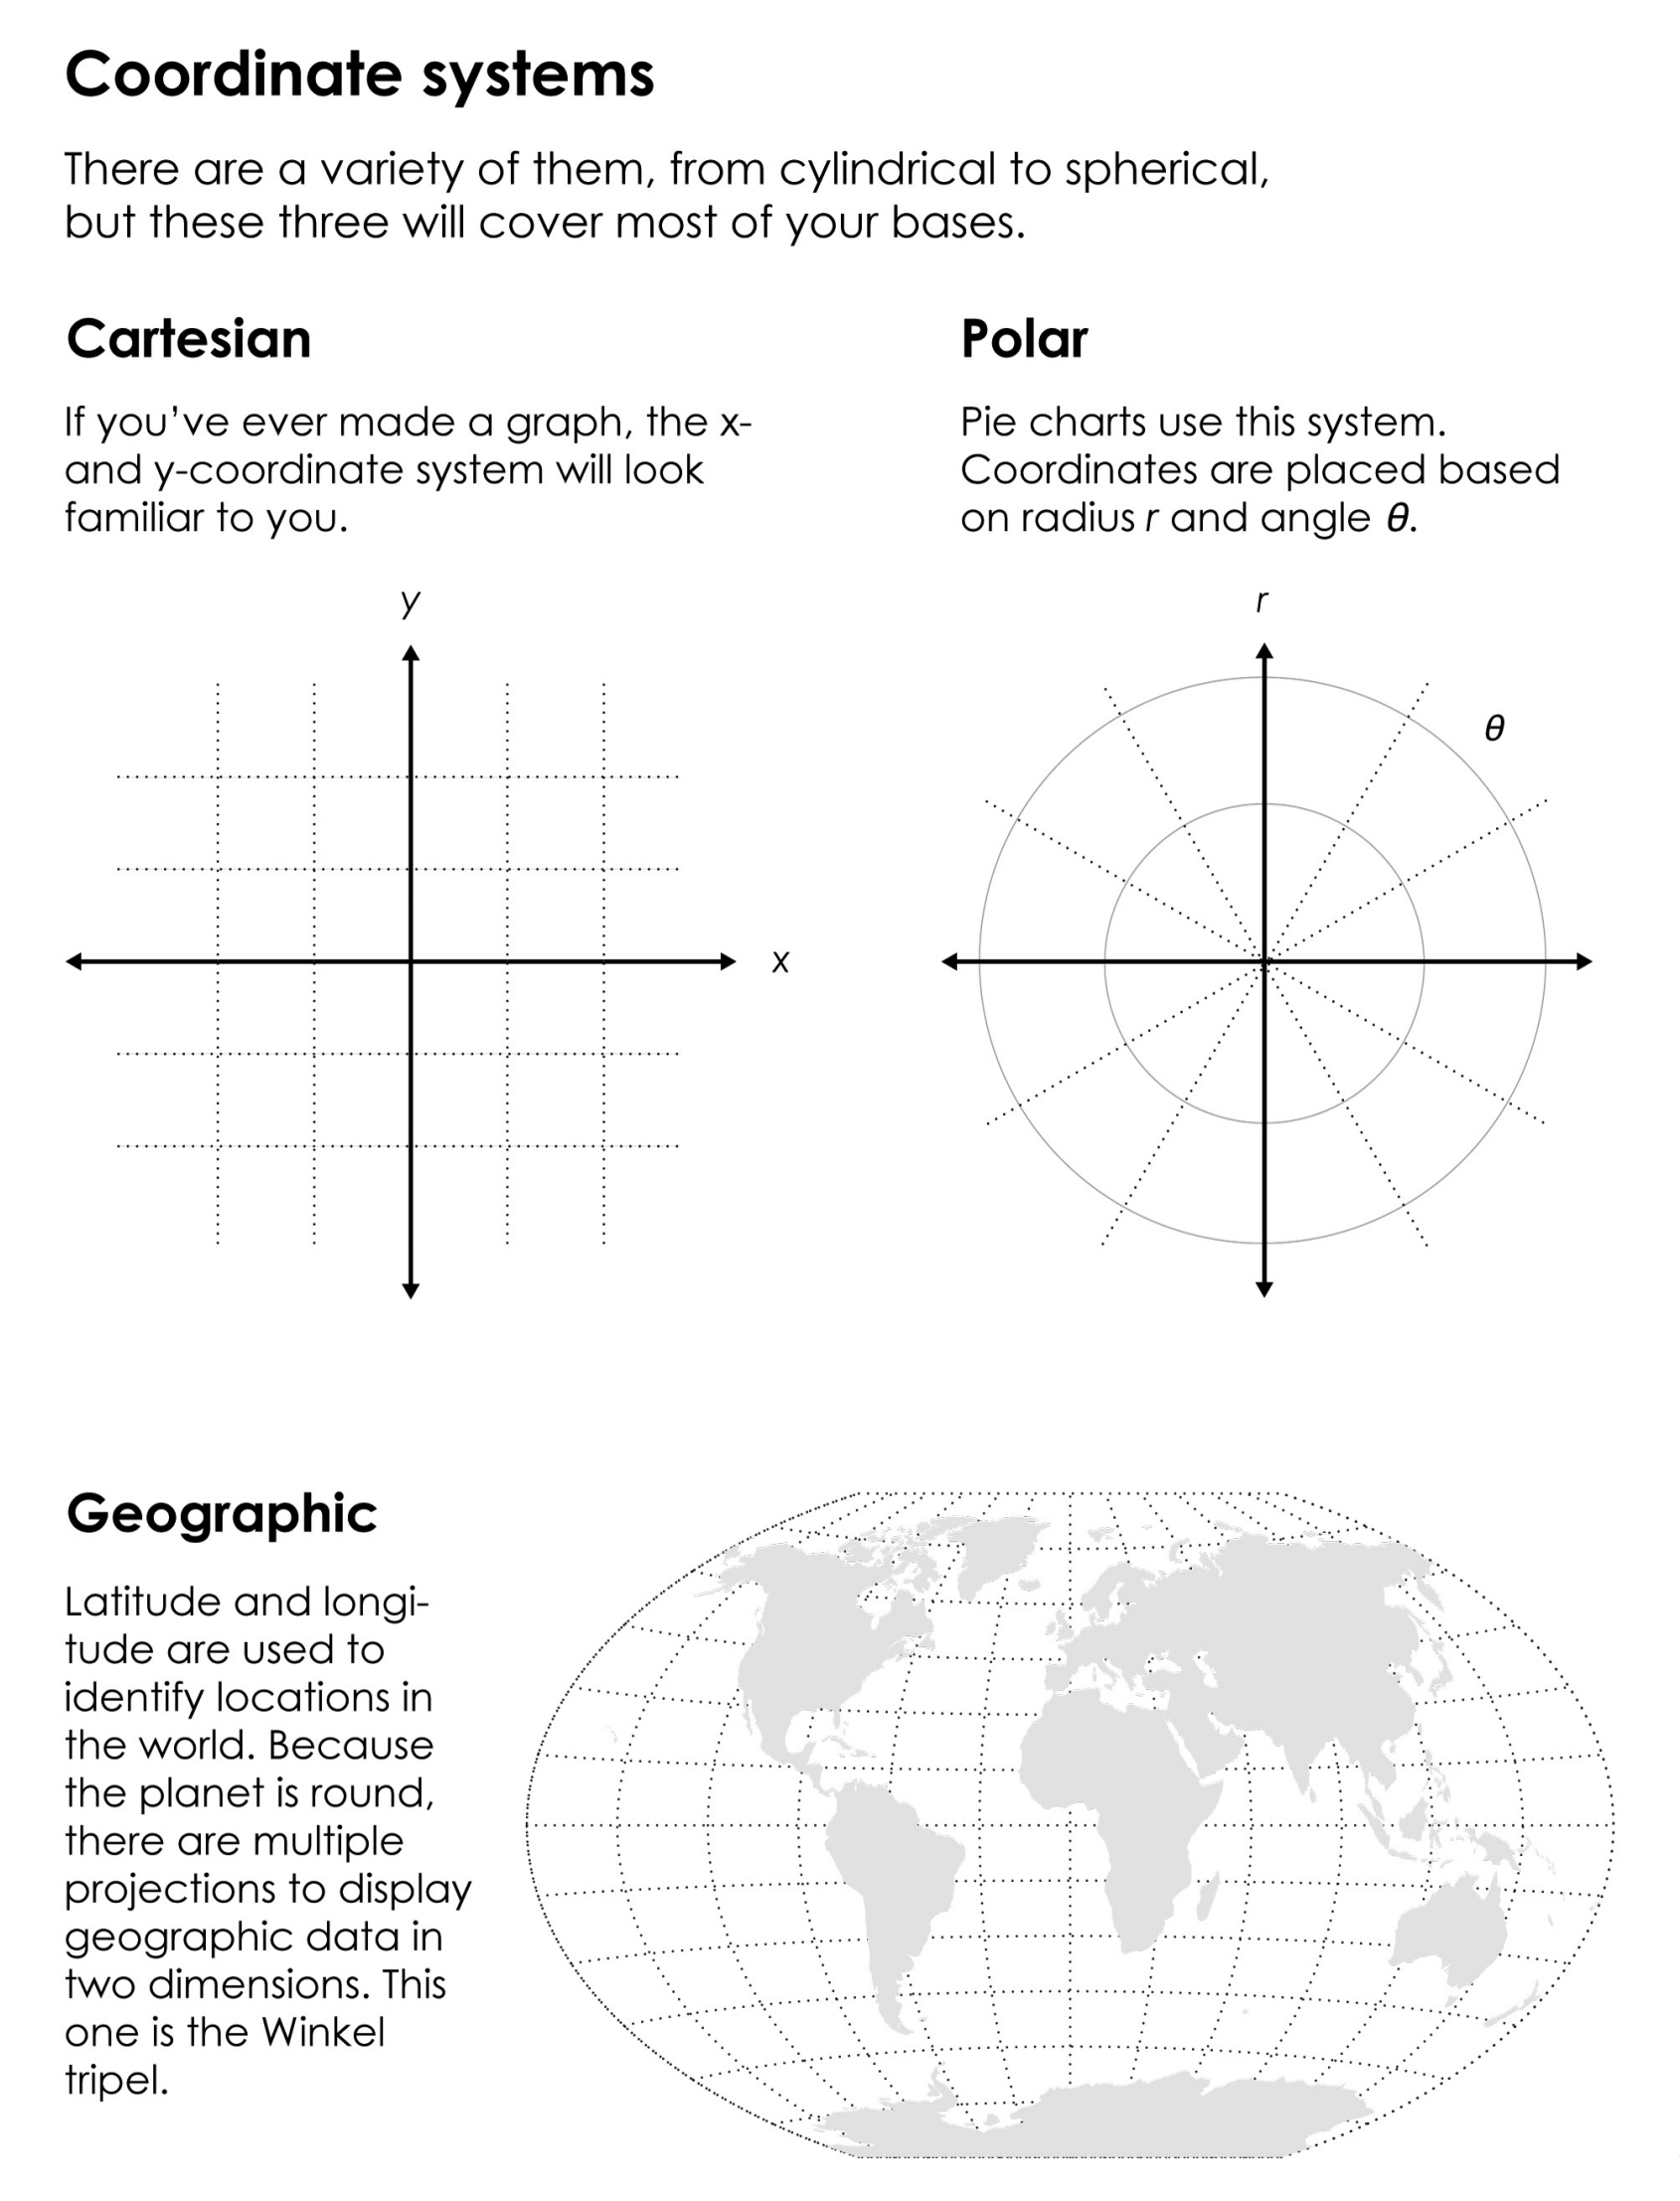 Coordinate systems
There are a variety of them, from cylindrical to spherical,
but these three will cover most of your bases.
Cartesian
If you’ve ever made a graph, the x-
and y-coordinate system will look
familiar to you.
y
x
Polar
Pie charts use this system.
Coordinates are placed based
on radius r and angle θ.
r
θ
Geographic
Latitude and longi-
tude are used to
identify locations in
the world. Because
the planet is round,
there are multiple
projections to display
geographic data in
two dimensions. This
one is the Winkel
tripel.